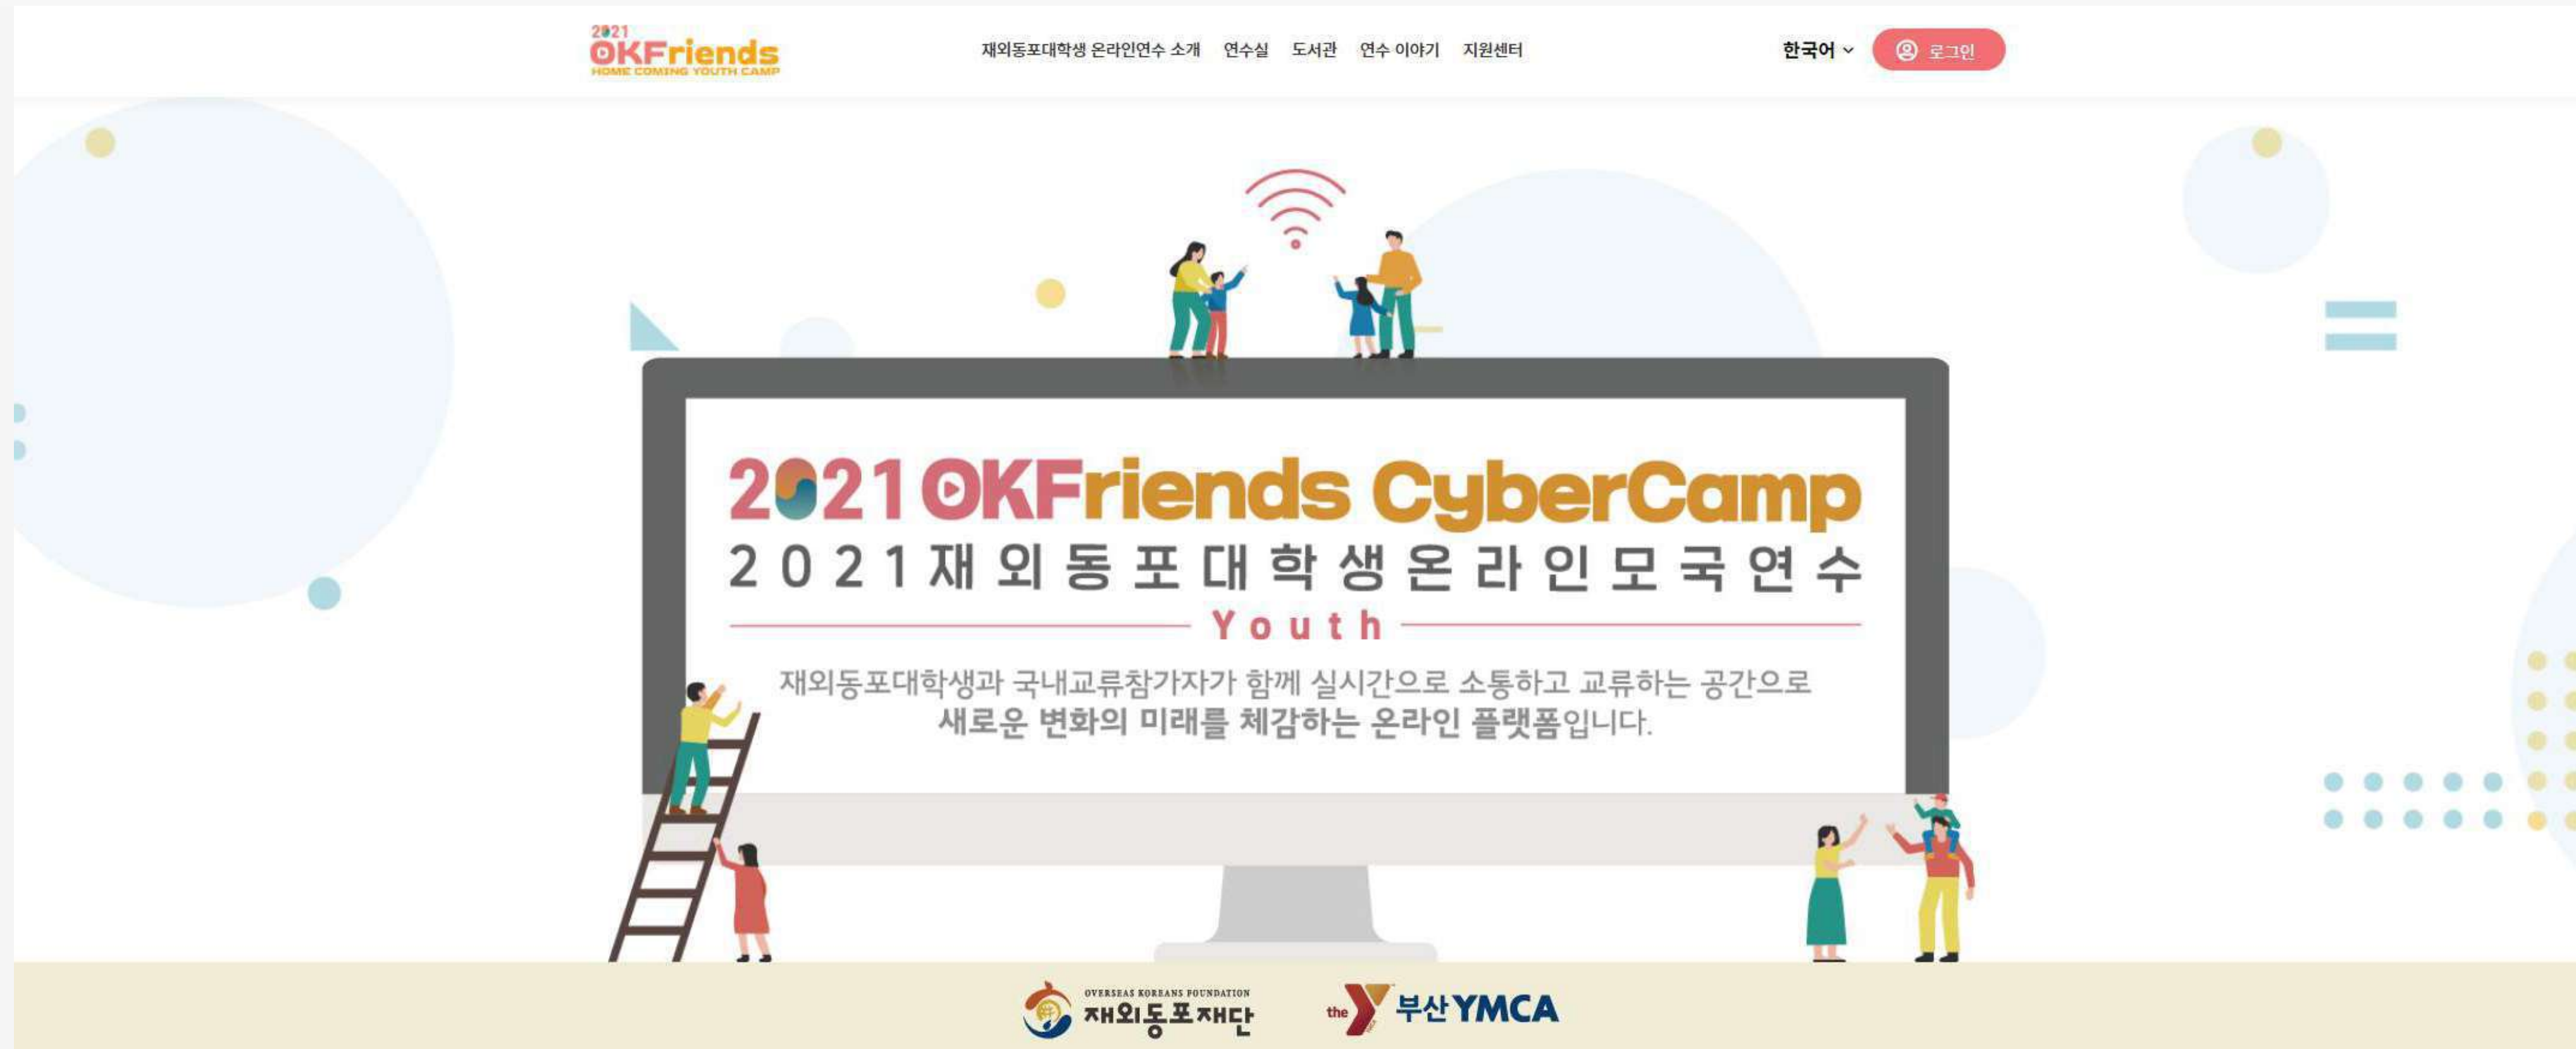 2021
OKFriends
HOME COMING YOUTH CAMP
재외동포대학생 온라인연수 소개 연수실 도서관 연수 이야기 지원센터
한국어 로그인
2021 OKFriends CyberCamp
2021재외동포대학생온라인모국연수
Youth
재외동포대학생과 국내교류참가자가 함께 실시간으로 소통하고 교류하는 공간으로
새로운 변화의 미래를 체감하는 온라인 플랫폼입니다.
OVERSEAS KOREANS FOUNDATION
재외동포재단
the YMCA 부산YMCA